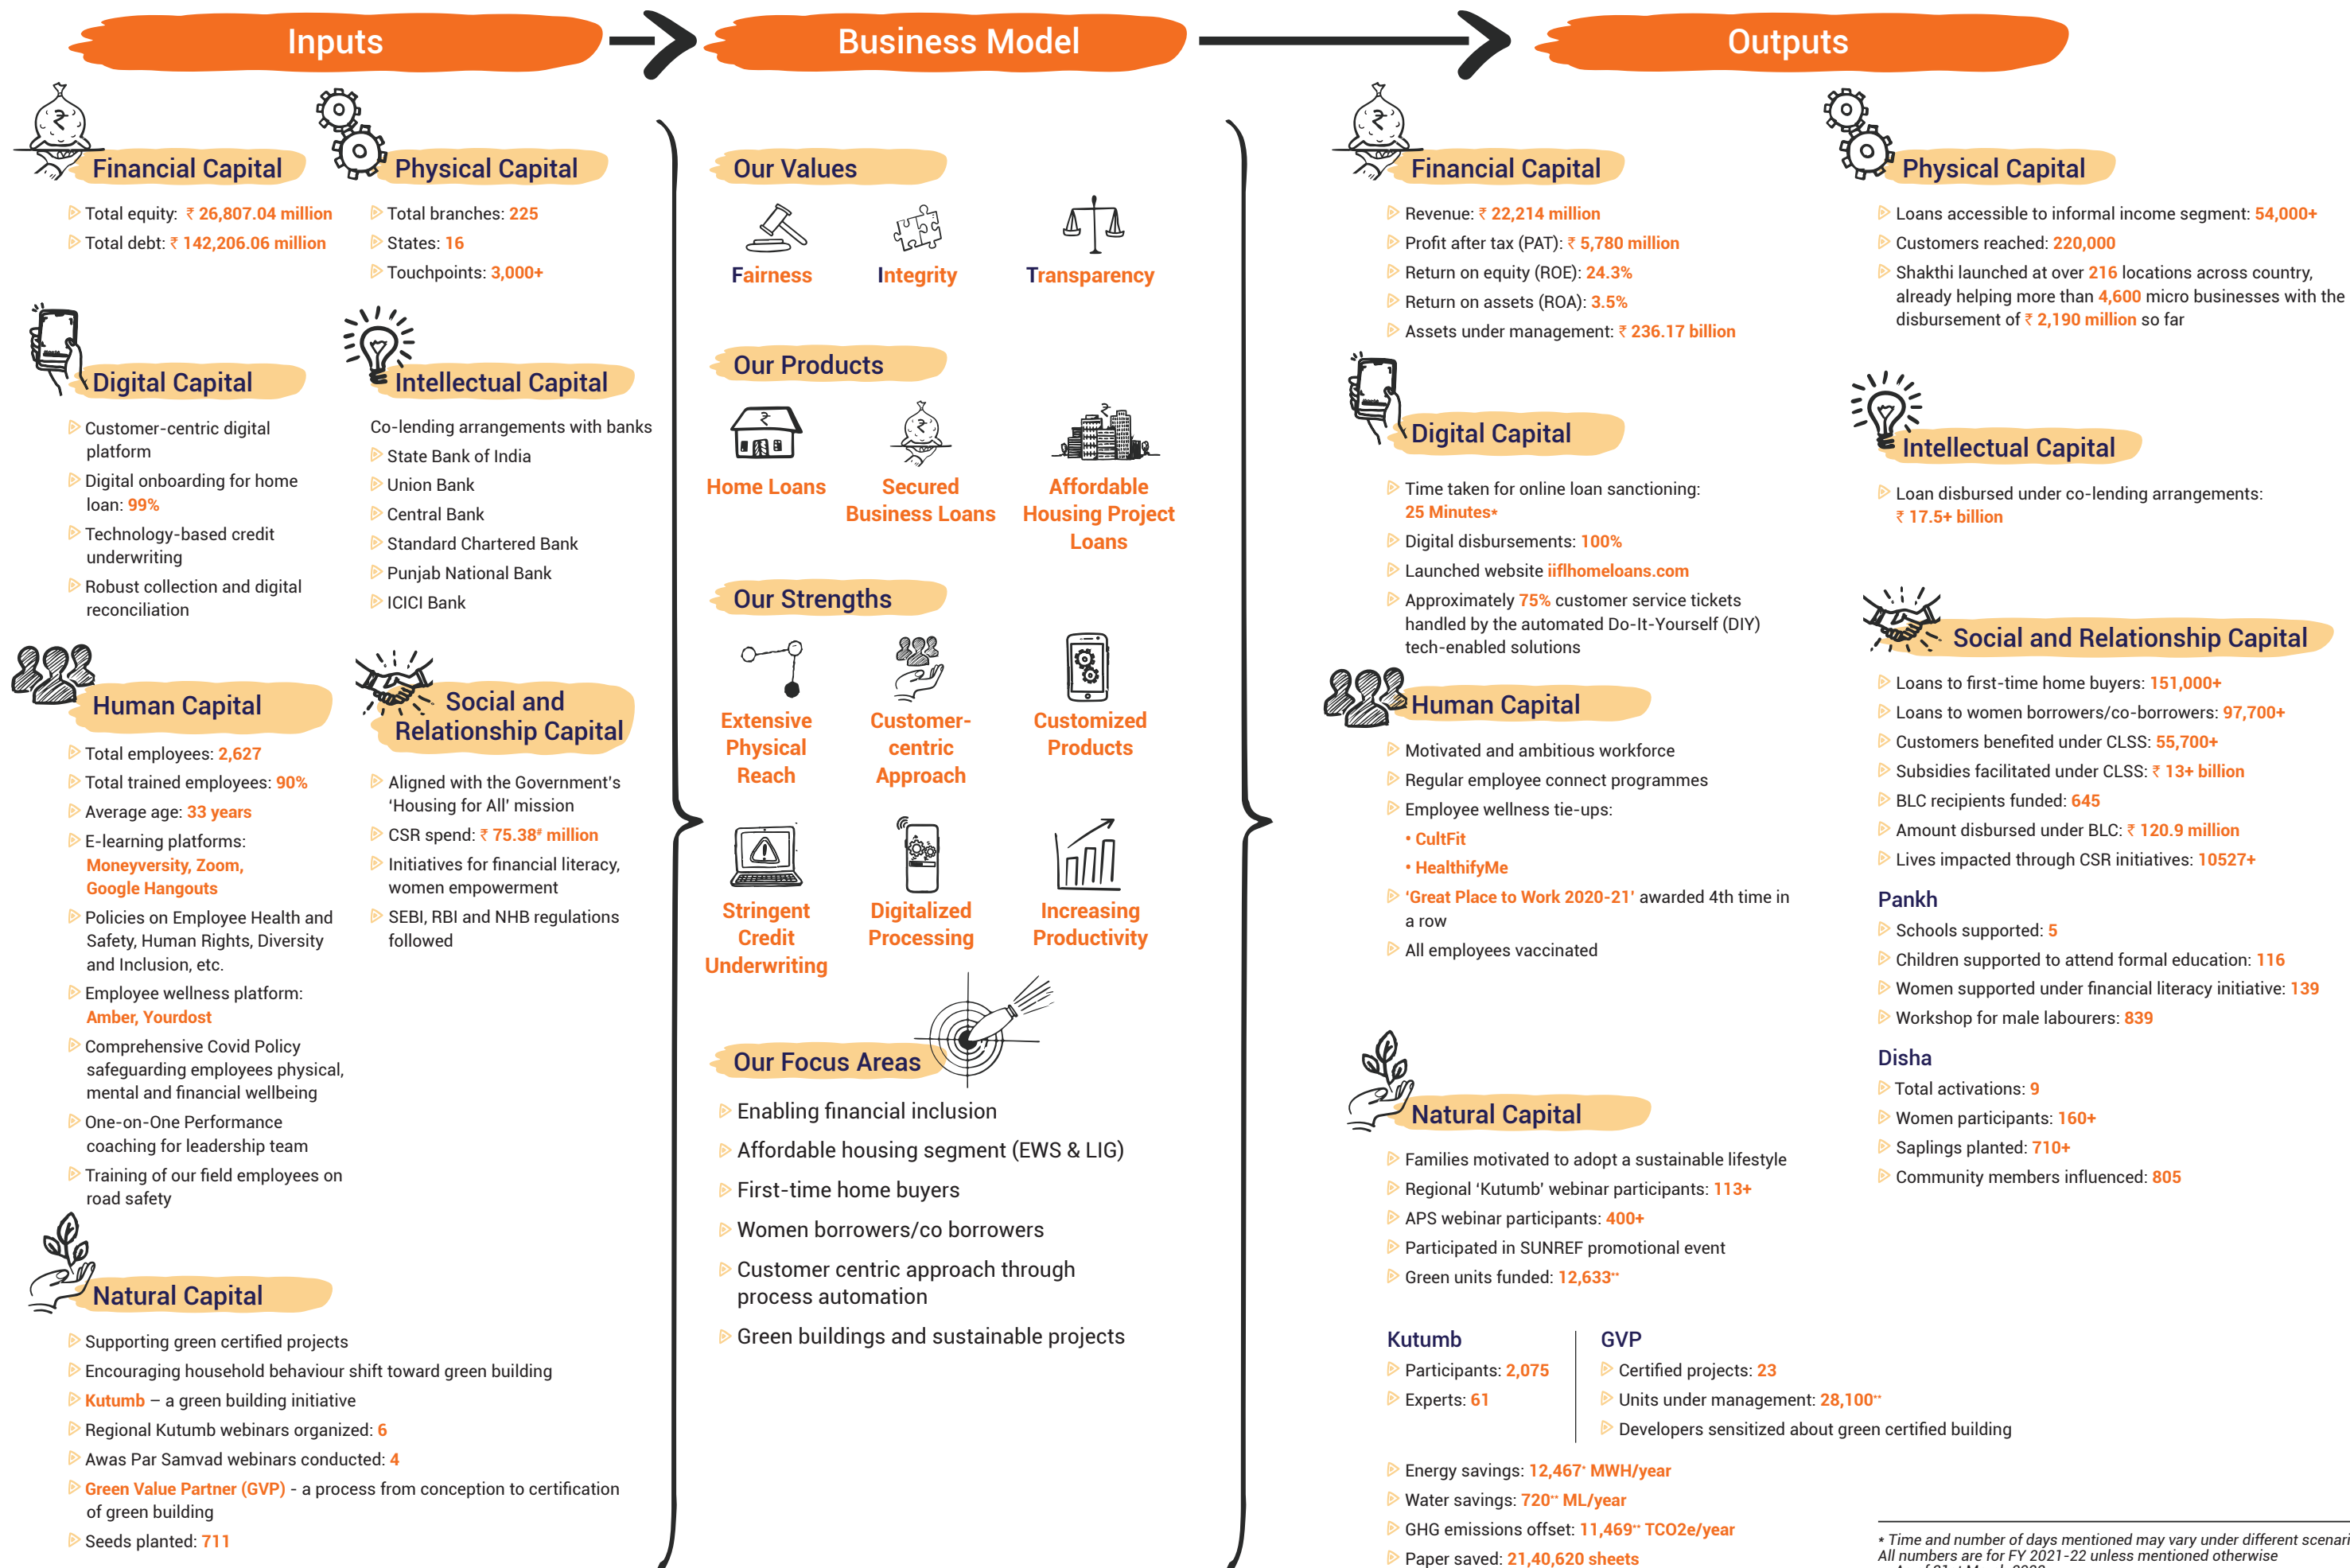 Inputs
Business Model
Outputs
Financial Capital
Total equity: ₹ 26,807.04 million
Total debt: ₹ 142,206.06 million
Physical Capital
Total branches: 225
States: 16
Touchpoints: 3,000+
Digital Capital
Customer-centric digital
platform
Digital onboarding for home
loan: 99%
Technology-based credit
underwriting
Robust collection and digital
reconciliation
Intellectual Capital
Co-lending arrangements with banks
State Bank of India
Union Bank
Central Bank
Standard Chartered Bank
Punjab National Bank
ICICI Bank
Human Capital
Total employees: 2,627
Total trained employees: 90%
Average age: 33 years
E-learning platforms:
Moneyversity, Zoom,
Google Hangouts
Policies on Employee Health and
Safety, Human Rights, Diversity
and Inclusion, etc.
Employee wellness platform:
Amber, Yourdost
Comprehensive Covid Policy
safeguarding employees physical,
mental and financial wellbeing
One-on-One Performance
coaching for leadership team
Training of our field employees on
road safety
Social and
Relationship Capital
Aligned with the Government's
‘Housing for All’ mission
CSR spend: ₹ 75.38# million
Initiatives for financial literacy,
women empowerment
SEBI, RBI and NHB regulations
followed
Natural Capital
Supporting green certified projects
Encouraging household behaviour shift toward green building
Kutumb – a green building initiative
Regional Kutumb webinars organized: 6
Awas Par Samvad webinars conducted: 4
Green Value Partner (GVP) - a process from conception to certification
of green building
Seeds planted: 711
Our Values
Fairness
Integrity
Transparency
Our Products
Home Loans
Secured
Business Loans
Affordable
Housing Project
Loans
Our Strengths
Extensive
Physical
Reach
Customer-
centric
Approach
Customized
Products
Stringent
Credit
Underwriting
Digitalized
Processing
Increasing
Productivity
Our Focus Areas
Enabling financial inclusion
Affordable housing segment (EWS & LIG)
First-time home buyers
Women borrowers/co borrowers
Customer centric approach through
process automation
Green buildings and sustainable projects
Financial Capital
Revenue: ₹ 22,214 million
Profit after tax (PAT): ₹ 5,780 million
Return on equity (ROE): 24.3%
Return on assets (ROA): 3.5%
Assets under management: ₹ 236.17 billion
Digital Capital
Time taken for online loan sanctioning:
25 Minutes*
Digital disbursements: 100%
Launched website iiflhomeloans.com
Approximately 75% customer service tickets
handled by the automated Do-It-Yourself (DIY)
tech-enabled solutions
Human Capital
Motivated and ambitious workforce
Regular employee connect programmes
Employee wellness tie-ups:
• CultFit
• HealthifyMe
‘Great Place to Work 2020-21’ awarded 4th time in
a row
All employees vaccinated
Natural Capital
Families motivated to adopt a sustainable lifestyle
Regional ‘Kutumb’ webinar participants: 113+
APS webinar participants: 400+
Participated in SUNREF promotional event
Green units funded: 12,633**
Kutumb
Participants: 2,075
Experts: 61
GVP
Certified projects: 23
Units under management: 28,100**
Developers sensitized about green certified building
Energy savings: 12,467* MWH/year
Water savings: 720** ML/year
GHG emissions offset: 11,469** TCO2e/year
Paper saved: 21,40,620 sheets
Physical Capital
Loans accessible to informal income segment: 54,000+
Customers reached: 220,000
Shakthi launched at over 216 locations across country,
already helping more than 4,600 micro businesses with the
disbursement of ₹ 2,190 million so far
Intellectual Capital
Loan disbursed under co-lending arrangements:
₹ 17.5+ billion
Social and Relationship Capital
Loans to first-time home buyers: 151,000+
Loans to women borrowers/co-borrowers: 97,700+
Customers benefited under CLSS: 55,700+
Subsidies facilitated under CLSS: ₹ 13+ billion
BLC recipients funded: 645
Amount disbursed under BLC: ₹ 120.9 million
Lives impacted through CSR initiatives: 10527+
Pankh
Schools supported: 5
Children supported to attend formal education: 116
Women supported under financial literacy initiative: 139
Workshop for male labourers: 839
Disha
Total activations: 9
Women participants: 160+
Saplings planted: 710+
Community members influenced: 805
* Time and number of days mentioned may vary under different
All numbers are for FY 2021-22 unless mentioned otherwise